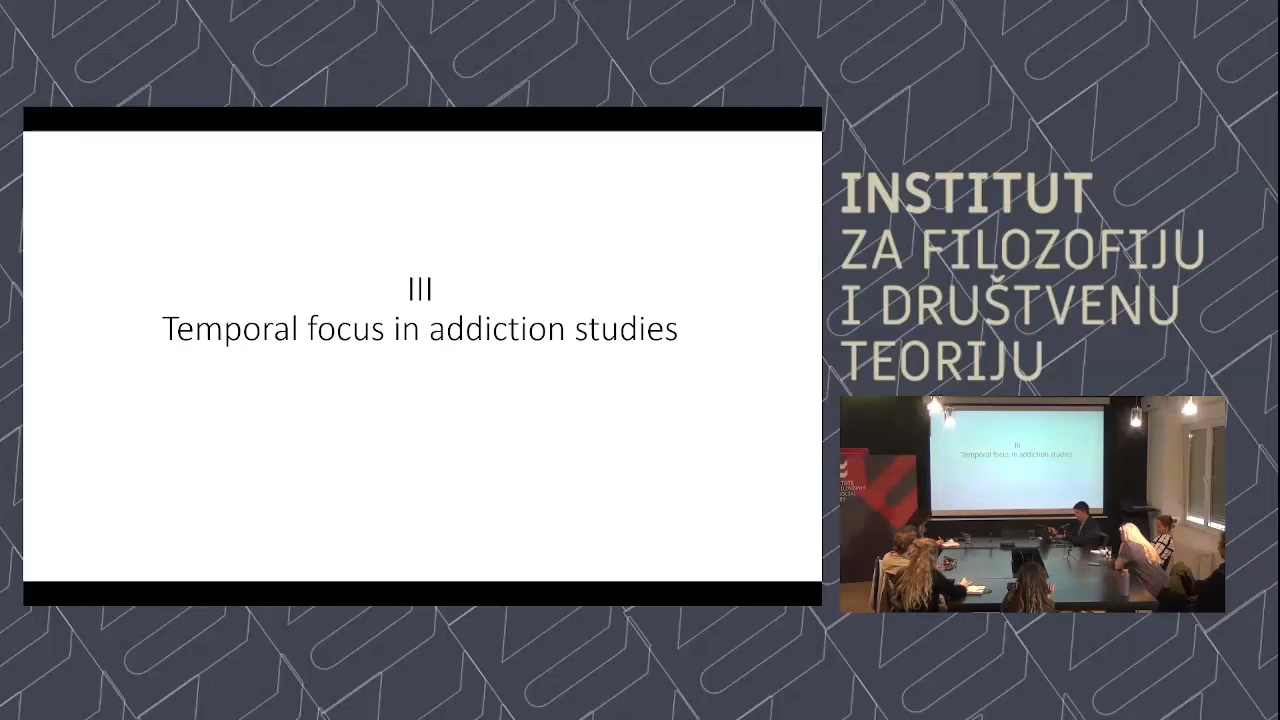 III
Temporal focus in addiction studies
INSTITUT
ZA FILOZOFIJU
I DRUŠTVENU
TEORIJU
III
Temporal focus in addiction studies